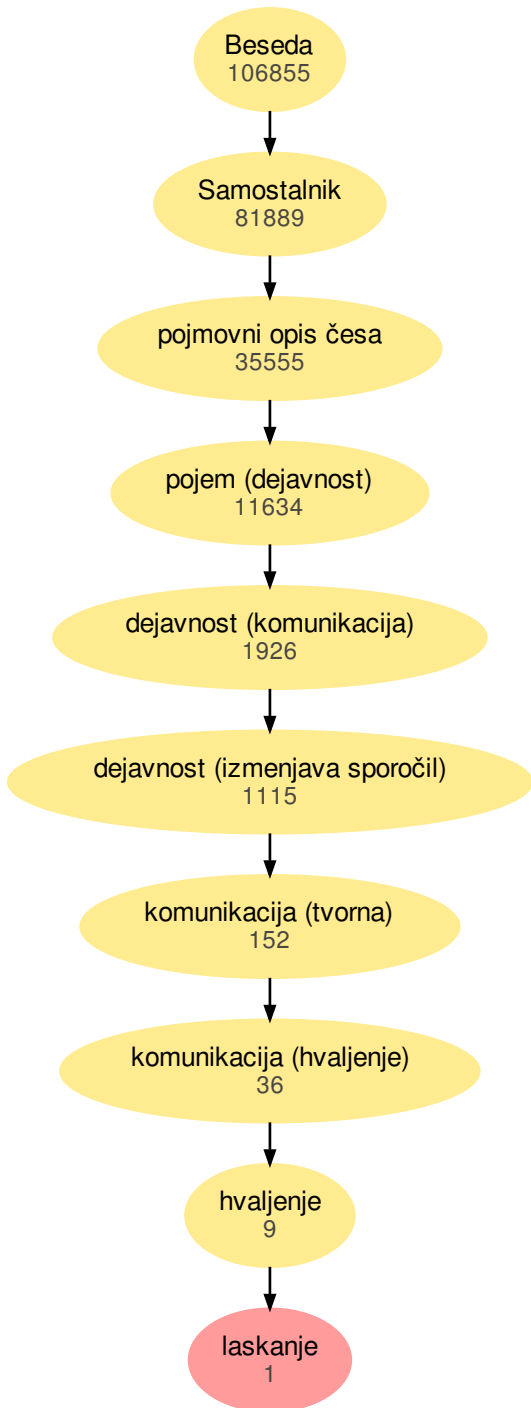 Beseda
106855
Samostalnik
81889
pojmovni opis česa
35555
pojem (dejavnost)
11634
dejavnost (komunikacija)
1926
dejavnost (izmenjava sporočil)
1115
komunikacija (tvorna)
152
komunikacija (hvaljenje)
36
hvaljenje
9
laskanje
1